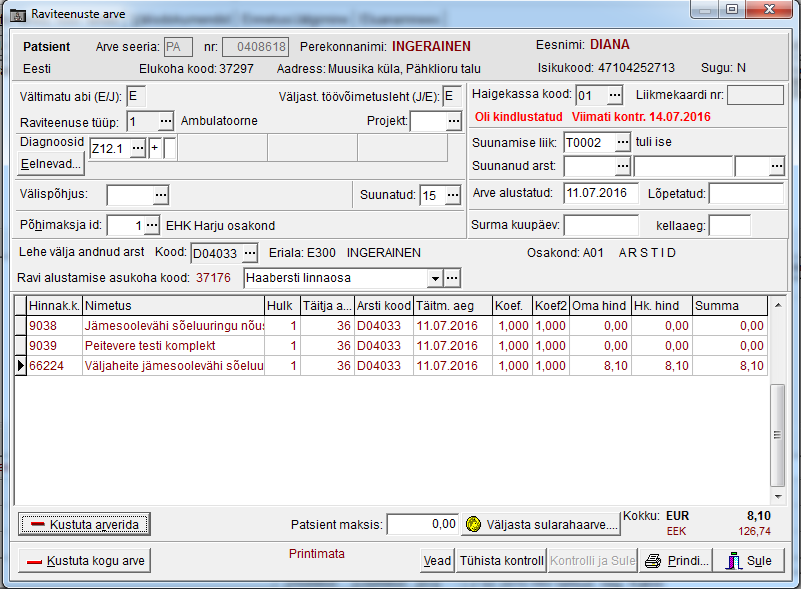 Raviteenuste arve
Patsient Arve seeria: PA nr: 0408618 Perekonnanimi: INGERAINEN Eesnimi: DIANA
Eesti Elukoha kood: 37297 Aadress: Muusika küla, Pähklioru talu Isikukood: 47104252713 Sugu: N
Vältimatu abi (E/J): E Väljast. töövõimetusleht (J/E): E Haigekassa kood: 01 ... Liikmekaardi nr:
Raviteenuse tüüp: 1 ... Ambulatoorne Projekt: ... Oli kindlustatud Viimati kontr. 14.07.2016
Diagnoosid Z12.1 ... + Suunamise liik: T0002 ... tuli ise
Eelnevad... Suunanud arst: ... ...
Välispõhjus: ... Suunatud: 15 ... Arve alustatud: 11.07.2016 Lõpetatud:
Põhimaksja id: 1 ... EHK Harju osakond Surma kuupäev: kellaaeg:
Lehe välja andnud arst Kood: D04033 ... Eriala: E300 INGERAINEN Osakond: A01 A R S T I D
Ravi alustamise asukoha kood: 37176 Haabersti linnaosa ...
Hinnak.k. Nimetus Hulk Täitja a... Arsti kood Täitm. aeg Koef. Koef2 Oma hind Hk. hind Summa
9038 Jämesoolevähi sõeluuringu nõus 1 36 D04033 11.07.2016 1,000 1,000 0,00 0,00 0,00
9039 Peitevere testi komplekt 1 36 D04033 11.07.2016 1,000 1,000 0,00 0,00 0,00
66224 Väljaheite jämesoolevähi sõeluu 1 36 D04033 11.07.2016 1,000 1,000 8,10 8,10 8,10
Kustuta arverida Patsient maksis: 0,00 Väljasta sularahaarve.... Kokku: EUR 8,10
EEK 126,74
Kustuta kogu arve Printimata Vead Tühista kontroll Kontrolli ja Sule Prindi... Sule